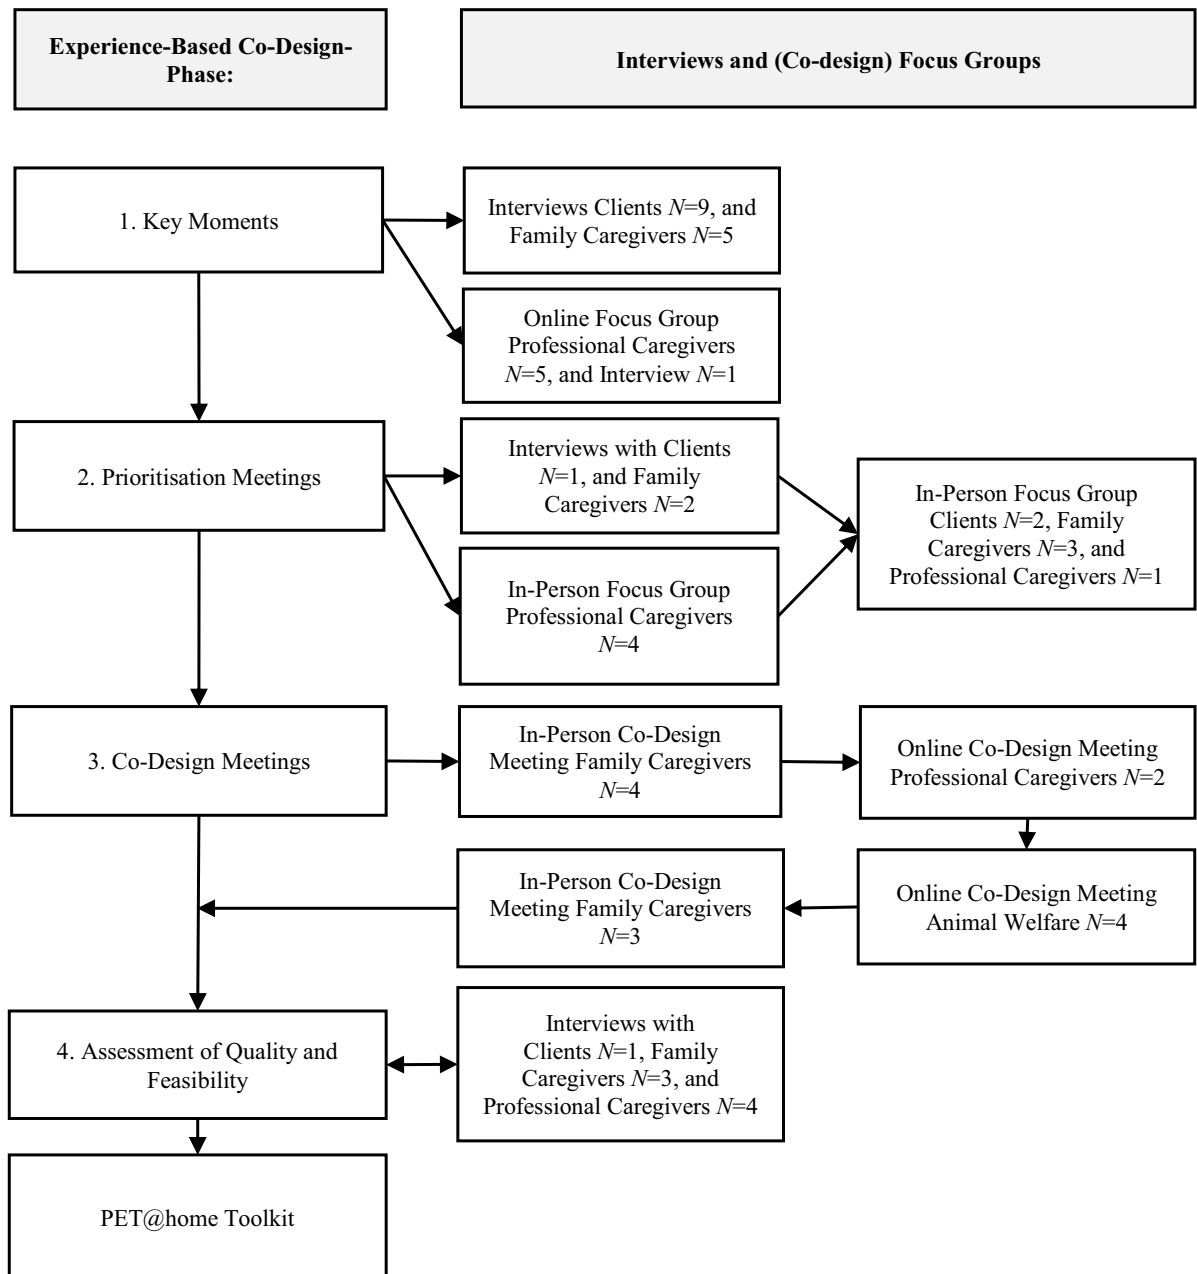 Experience-Based Co-Design-
Phase:
Interviews and (Co-design) Focus Groups
1. Key Moments
Interviews Clients N=9, and
Family Caregivers N=5
Online Focus Group
Professional Caregivers
N=5, and Interview N=1
2. Prioritisation Meetings
Interviews with Clients
N=1, and Family
Caregivers N=2
In-Person Focus Group
Professional Caregivers
N=4
In-Person Focus Group
Clients N=2, Family
Caregivers N=3, and
Professional Caregivers N=1
3. Co-Design Meetings
In-Person Co-Design
Meeting Family Caregivers
N=4
Online Co-Design Meeting
Professional Caregivers N=2
Online Co-Design Meeting
Animal Welfare N=4
In-Person Co-Design
Meeting Family Caregivers
N=3
4. Assessment of Quality and
Feasibility
Interviews with
Clients N=1, Family
Caregivers N=3, and
Professional Caregivers N=4
PET@home Toolkit